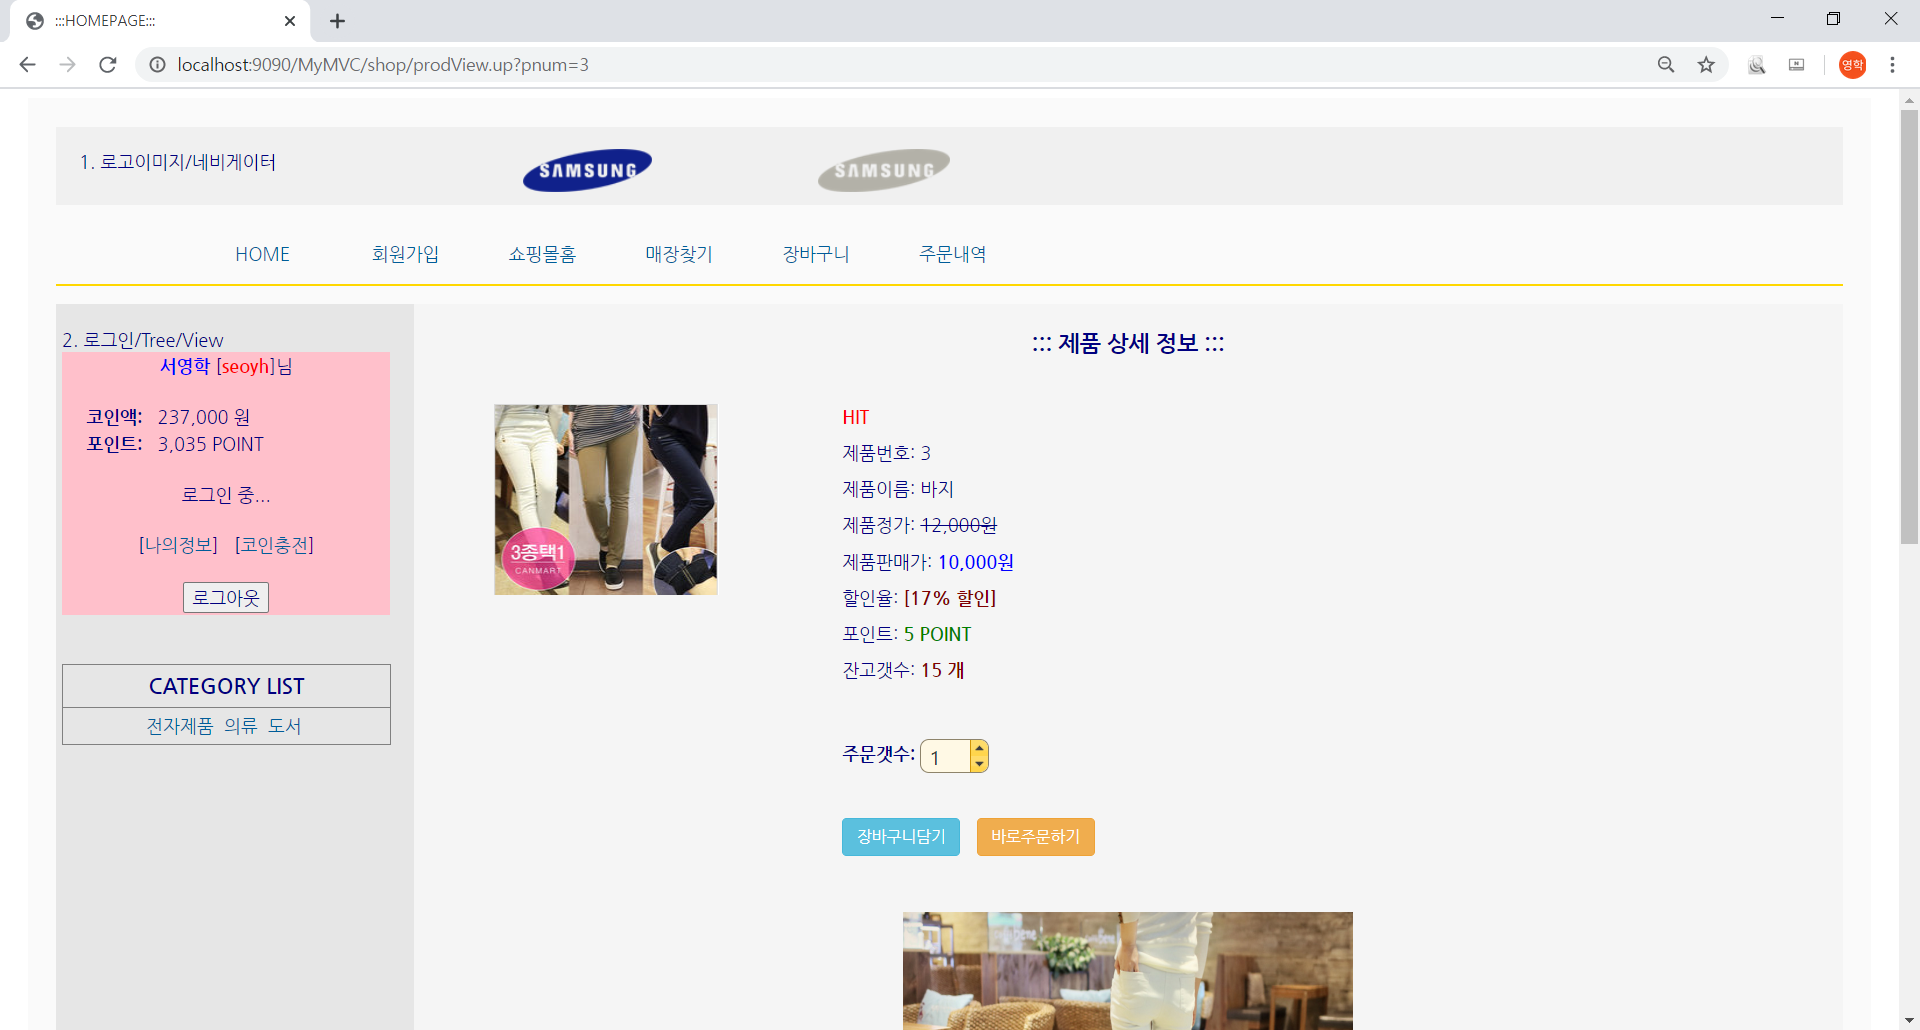 :::HOMEPAGE:::
localhost:9090/MyMVC/shop/prodView.up?pnum=3
영학
1. 로고이미지/네비게이터
SAMSUNG
SAMSUNG
HOME 회원가입 쇼핑몰홈 매장찾기 장바구니 주문내역
2. 로그인/Tree/View
서영학 [seoyh]님
코인액: 237,000 원
포인트: 3,035 POINT
로그인 중...
[나의정보] [코인충전]
로그아웃
CATEGORY LIST
전자제품 의류 도서
::: 제품 상세 정보 :::
3종택1
CANMART
HIT
제품번호: 3
제품이름: 바지
제품정가: 12,000원
제품판매가: 10,000원
할인율: [17% 할인]
포인트: 5 POINT
잔고갯수: 15 개
주문갯수: 1
장바구니담기 바로주문하기